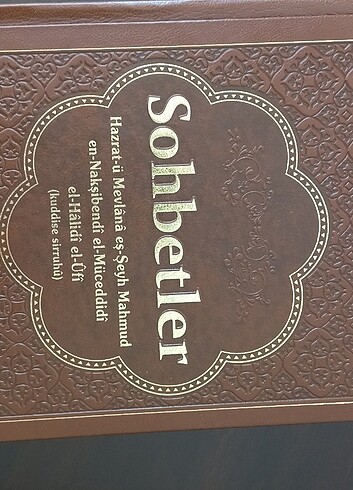 Sohbetler
Hazrat-ü Mevlânâ eş-Şeyh Mahmud
en-Nakşibendî el-Müceddidî
el-Hâlidî el-Ûfî
(kuddise sirruhû)